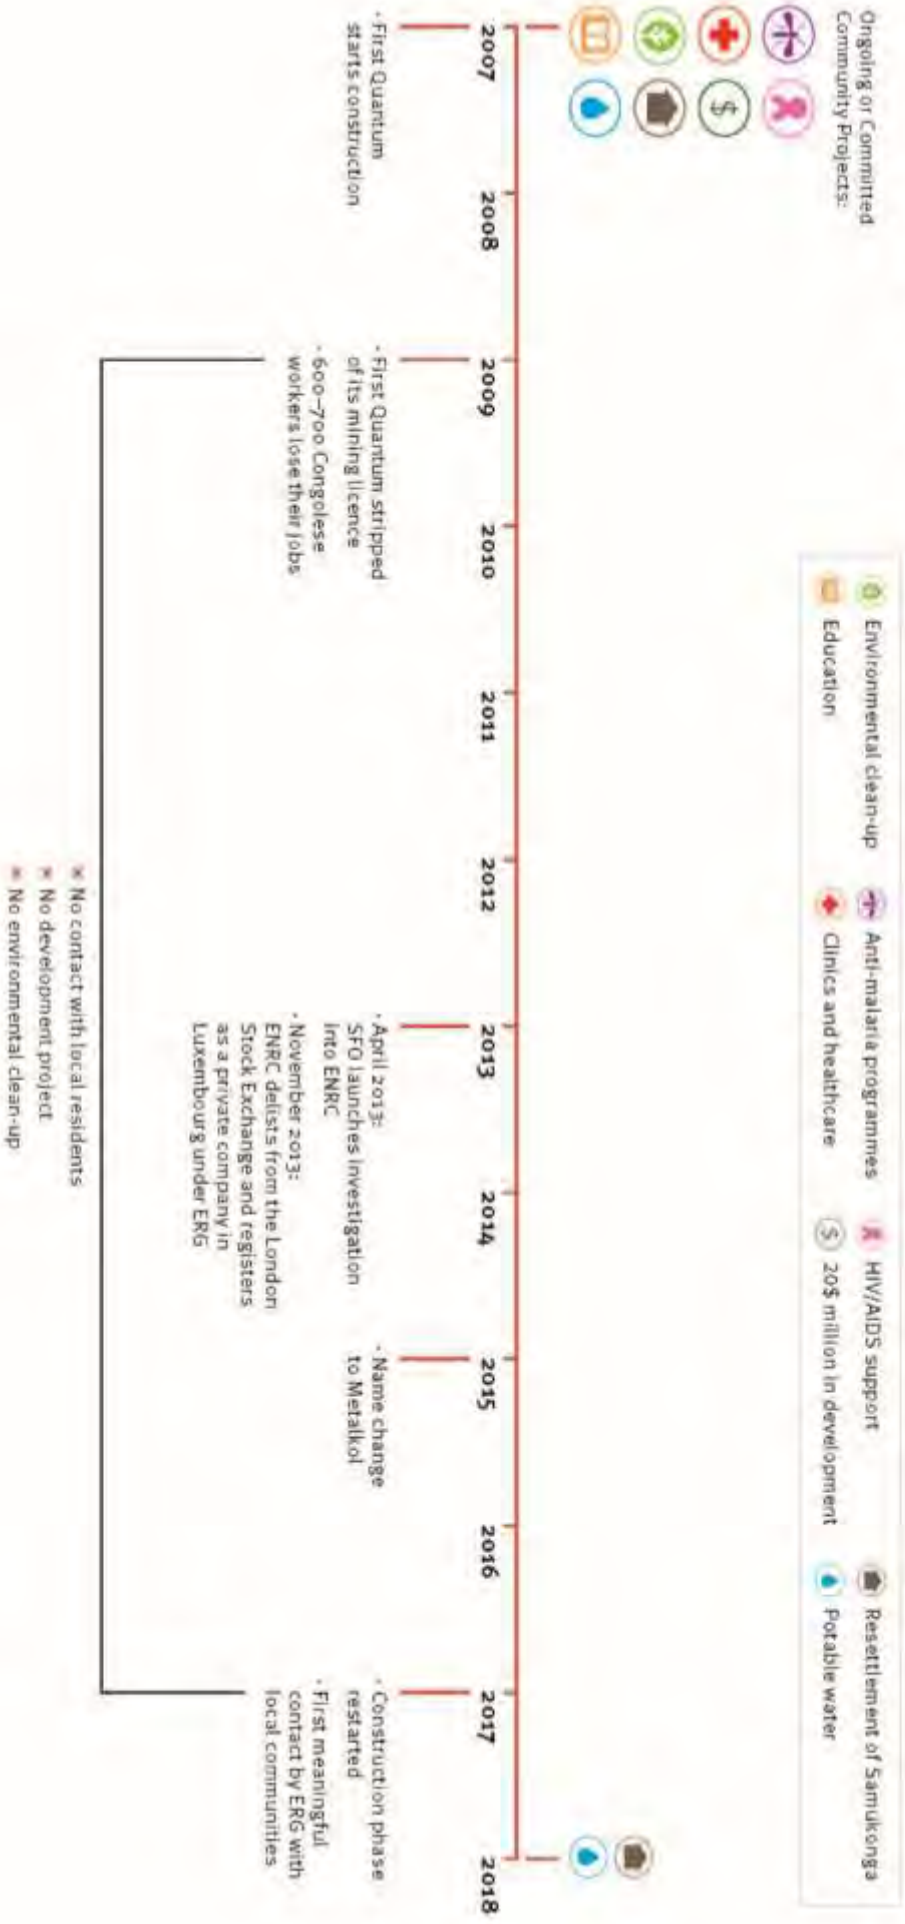 Ongoing or Committed
Community Projects:
Environmental clean-up
Anti-malaria programmes
HIV/AIDS support
Resettlement of Samukonga
Education
Clinics and healthcare
20$ million in development
Potable water
$
2007
2008
2009
2010
2011
2012
2013
2014
2015
2016
2017
2018
· First Quantum
starts construction
· First Quantum stripped
of its mining licence
· 600–700 Congolese
workers lose their jobs
· April 2013:
SFO launches investigation
into ENRC
· November 2013:
ENRC delists from the London
Stock Exchange and registers
as a private company in
Luxembourg under ERG
· Name change
to Metalkol
· Construction phase
restarted
· First meaningful
contact by ERG with
local communities
× No contact with local residents
× No development project
× No environmental clean-up